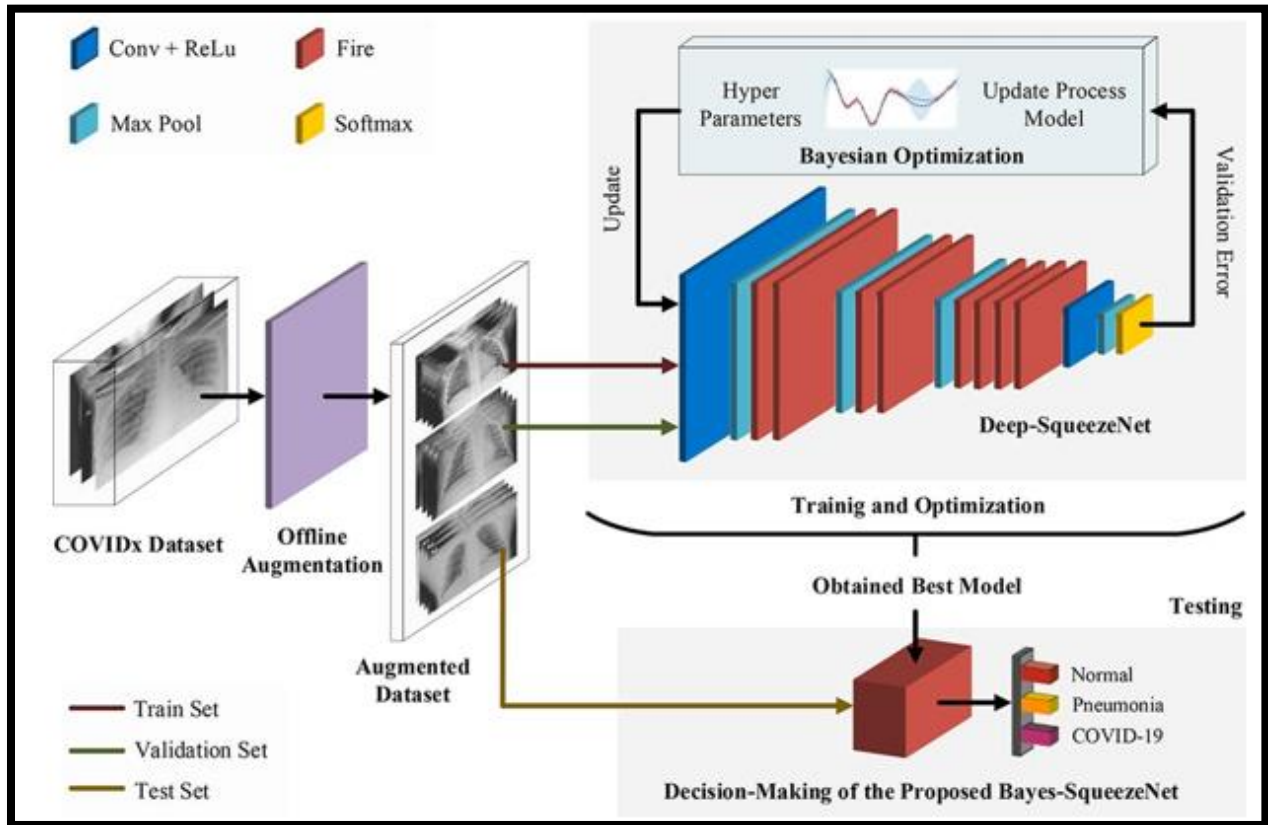 Conv + ReLu
Fire
Max Pool
Softmax
Hyper
Parameters
Update Process
Model
Bayesian Optimization
Update
Validation Error
Deep-SqueezeNet
COVIDx Dataset
Offline
Augmentation
Augmented
Dataset
Trainig and Optimization
Obtained Best Model
Testing
Normal
Pneumonia
COVID-19
Decision-Making of the Proposed Bayes-SqueezeNet
Train Set
Validation Set
Test Set